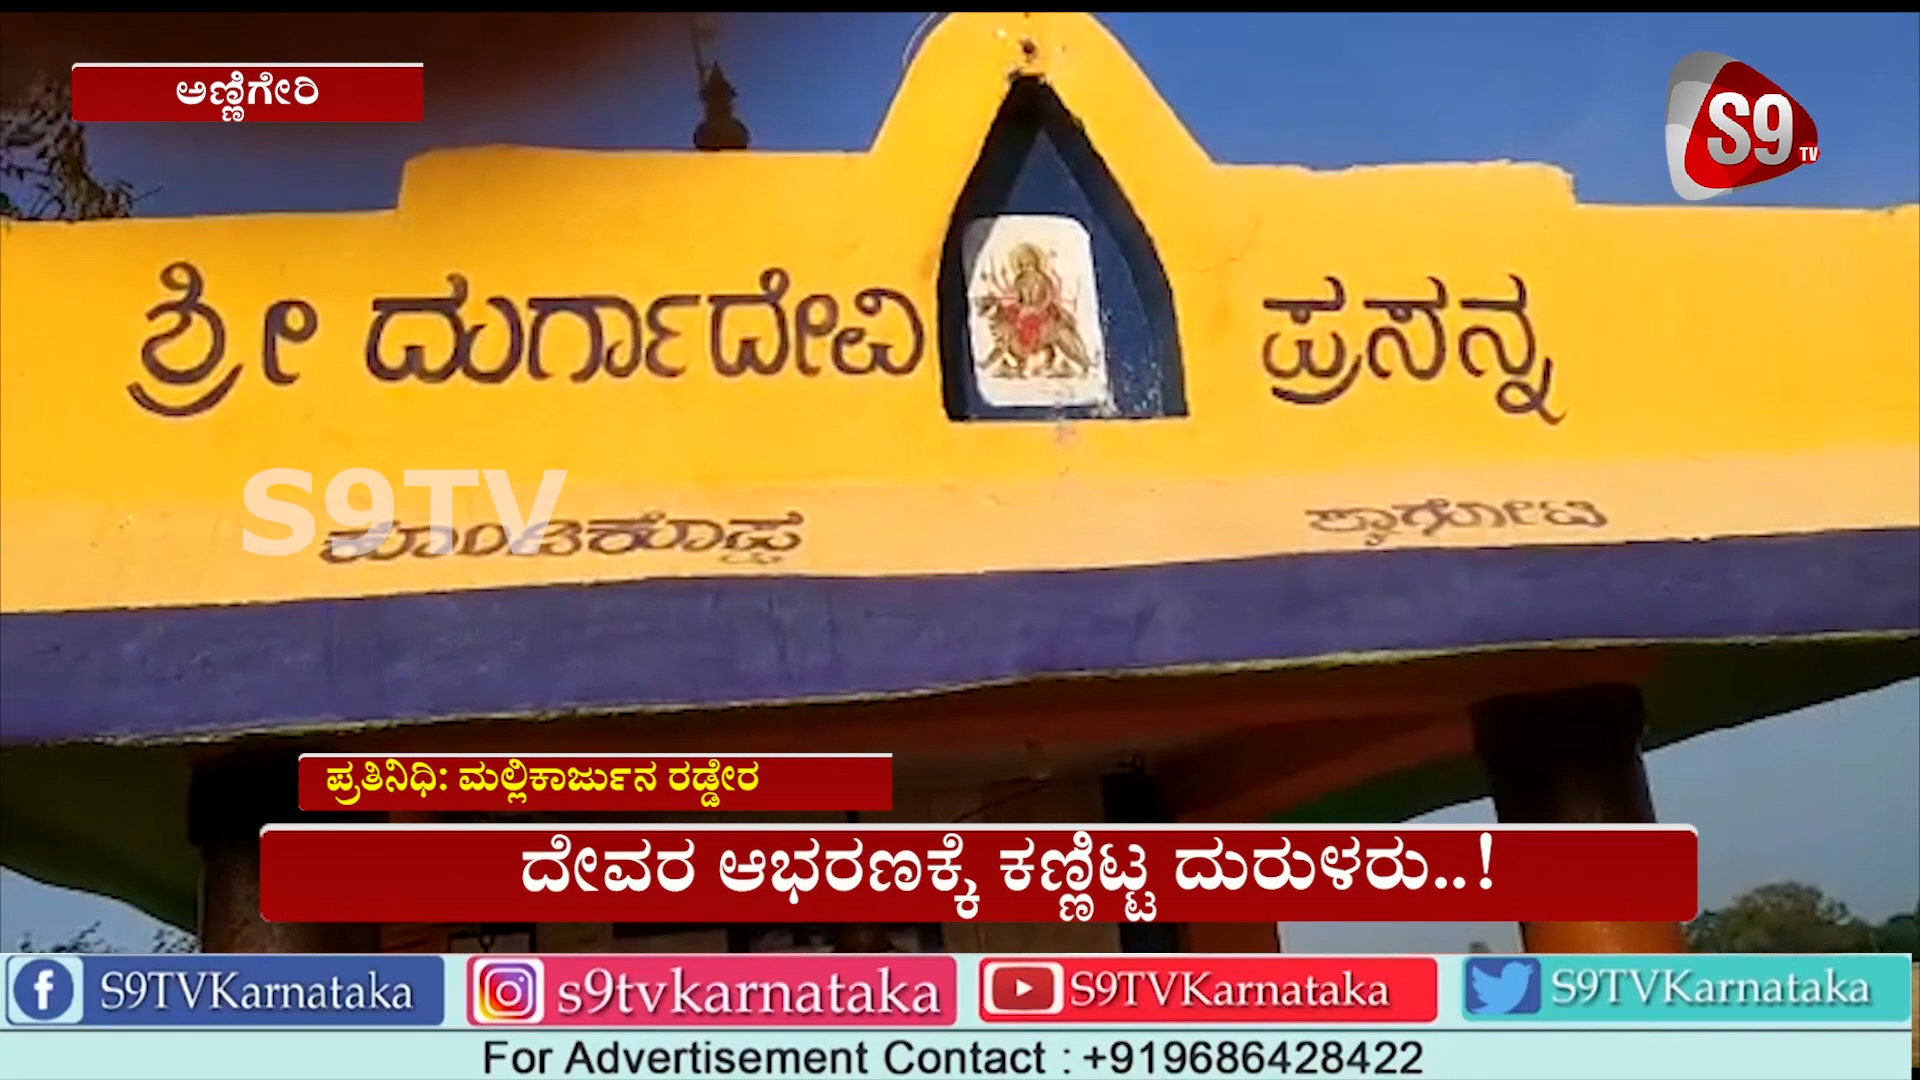 ಅಣ್ಣಿಗೇರಿ
S9 TV
ಶ್ರೀ ದುರ್ಗಾದೇವಿ ಪ್ರಸನ್ನ
S9TV
ಪ್ರತಿನಿಧಿ: ಮಲ್ಲಿಕಾರ್ಜುನ ರಡ್ಡೇರ
ದೇವರ ಆಭರಣಕ್ಕೆ ಕಣ್ಣಿಟ್ಟ ದುರುಳರು..!
S9TVKarnataka s9tvkarnataka S9TVKarnataka S9TVKarnataka
For Advertisement Contact : +919686428422